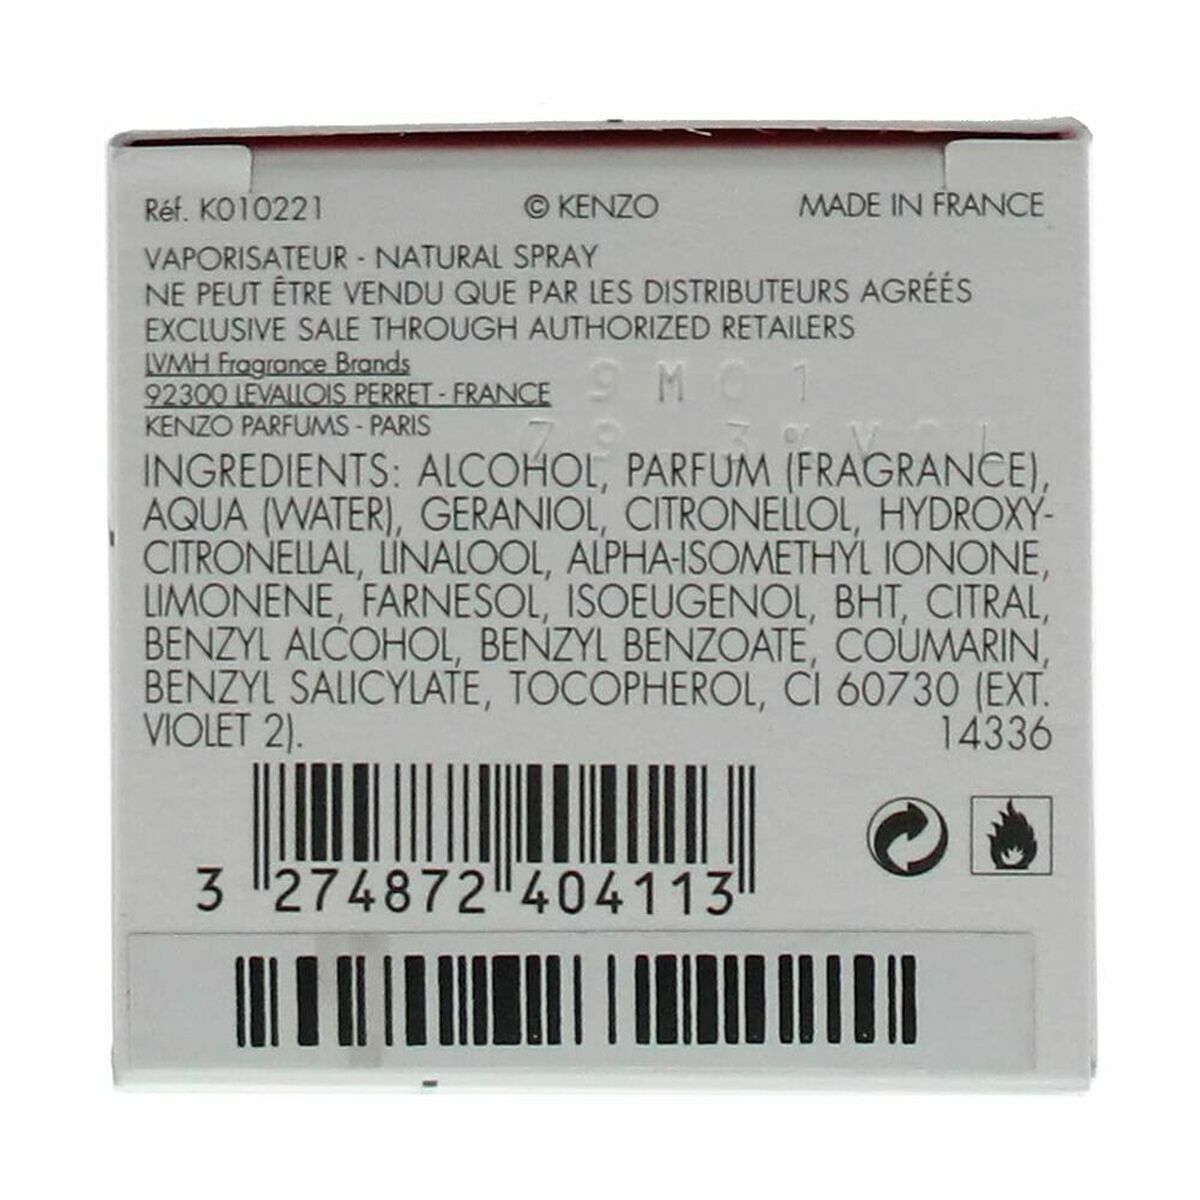 Réf. K010221 © KENZO MADE IN FRANCE
VAPORISATEUR - NATURAL SPRAY
NE PEUT ÊTRE VENDU QUE PAR LES DISTRIBUTEURS AGRÉÉS
EXCLUSIVE SALE THROUGH AUTHORIZED RETAILERS
LVMH Fragrance Brands
92300 LEVALLOIS PERRET - FRANCE
9M01
KENZO PARFUMS - PARIS
INGREDIENTS: ALCOHOL, PARFUM (FRAGRANCE),
AQUA (WATER), GERANIOL, CITRONELLOL, HYDROXY-
CITRONELLAL, LINALOOL, ALPHA-ISOMETHYL IONONE,
LIMONENE, FARNESOL, ISOEUGENOL, BHT, CITRAL,
BENZYL ALCOHOL, BENZYL BENZOATE, COUMARIN,
BENZYL SALICYLATE, TOCOPHEROL, CI 60730 (EXT.
VIOLET 2). 14336
3 274872 404113